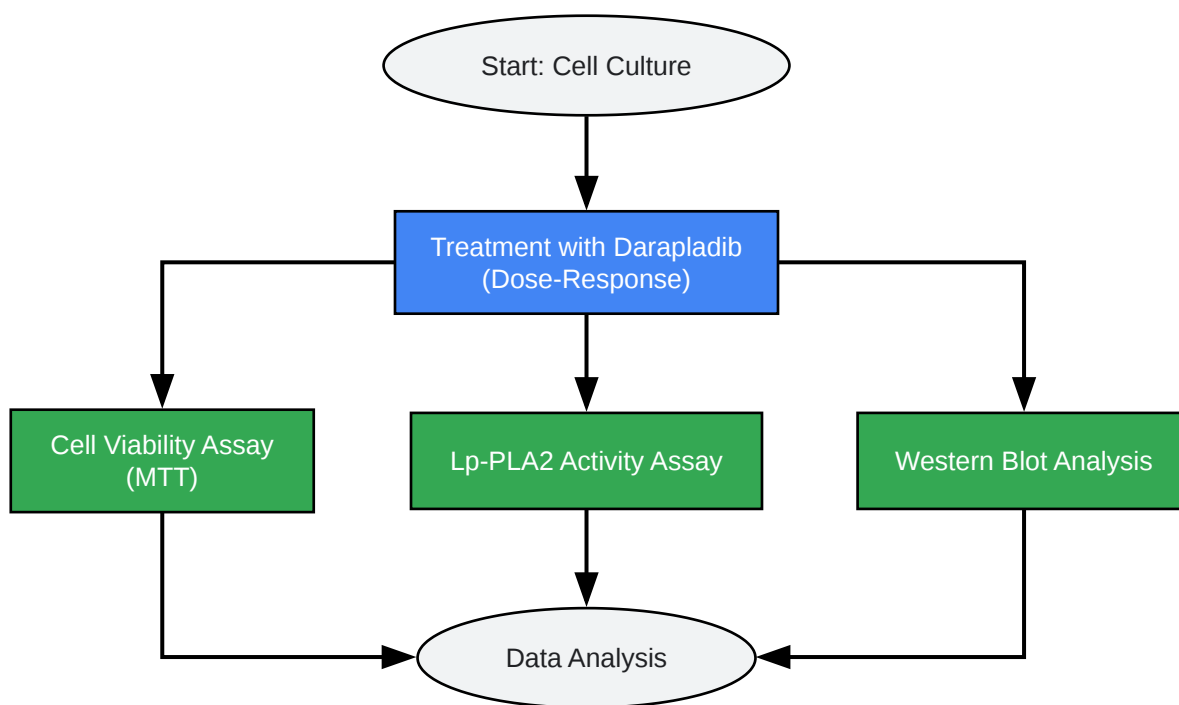 Start: Cell Culture
Treatment with Darapladib
(Dose-Response)
Cell Viability Assay
(MTT)
Lp-PLA2 Activity Assay
Western Blot Analysis
Data Analysis